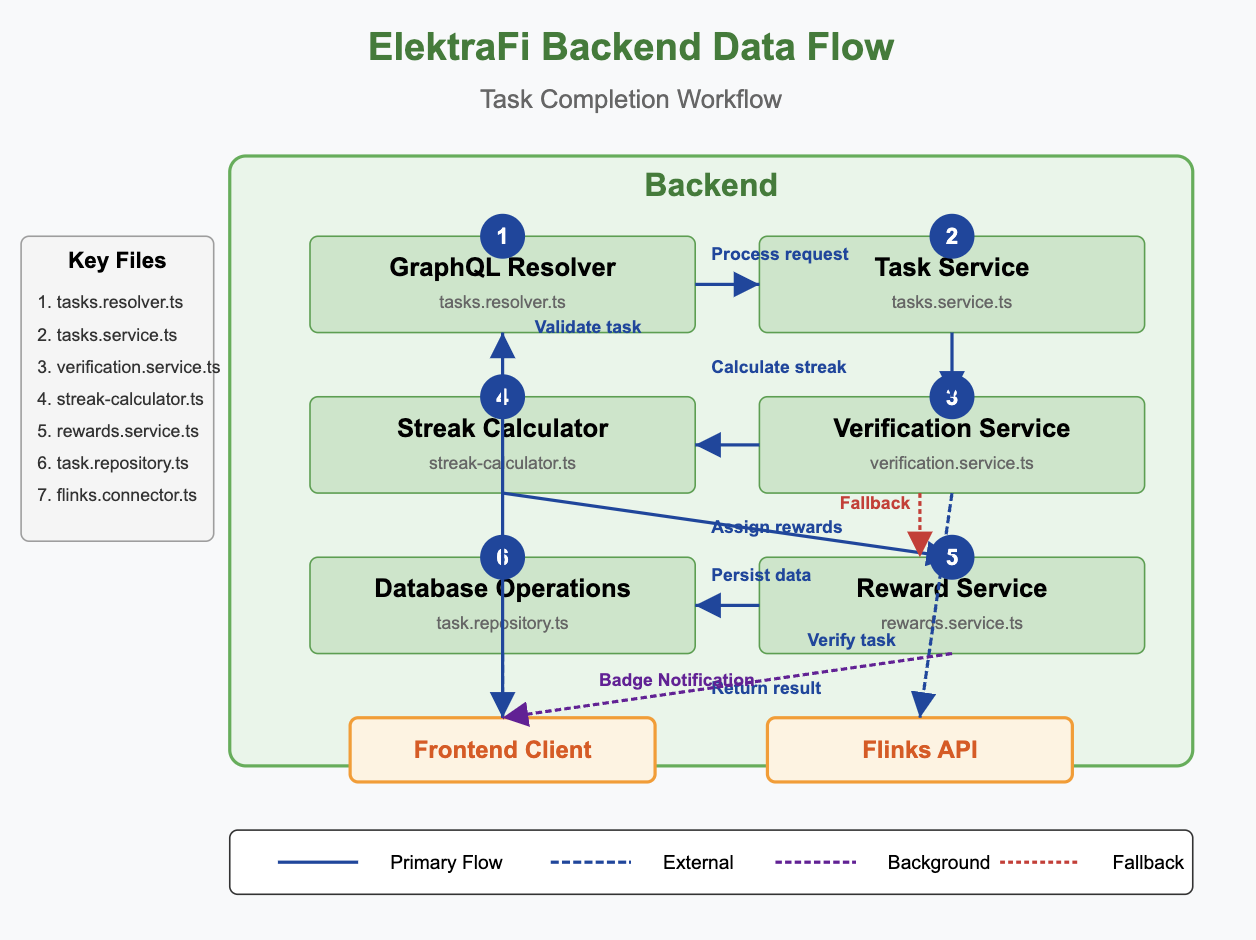 ElektraFi Backend Data Flow
Task Completion Workflow
Backend
Key Files
1. tasks.resolver.ts
2. tasks.service.ts
3. verification.service.ts
4. streak-calculator.ts
5. rewards.service.ts
6. task.repository.ts
7. flinks.connector.ts
1
GraphQL Resolver
tasks.resolver.ts
Process request
2
Task Service
tasks.service.ts
Validate task
Calculate streak
4
Streak Calculator
streak-calculator.ts
3
Verification Service
verification.service.ts
Fallback
Assign rewards
6
Database Operations
task.repository.ts
Persist data
5
Reward Service
rewards.service.ts
Verify task
Badge Notification
Return result
Frontend Client
Flinks API
Primary Flow
External
Background
Fallback